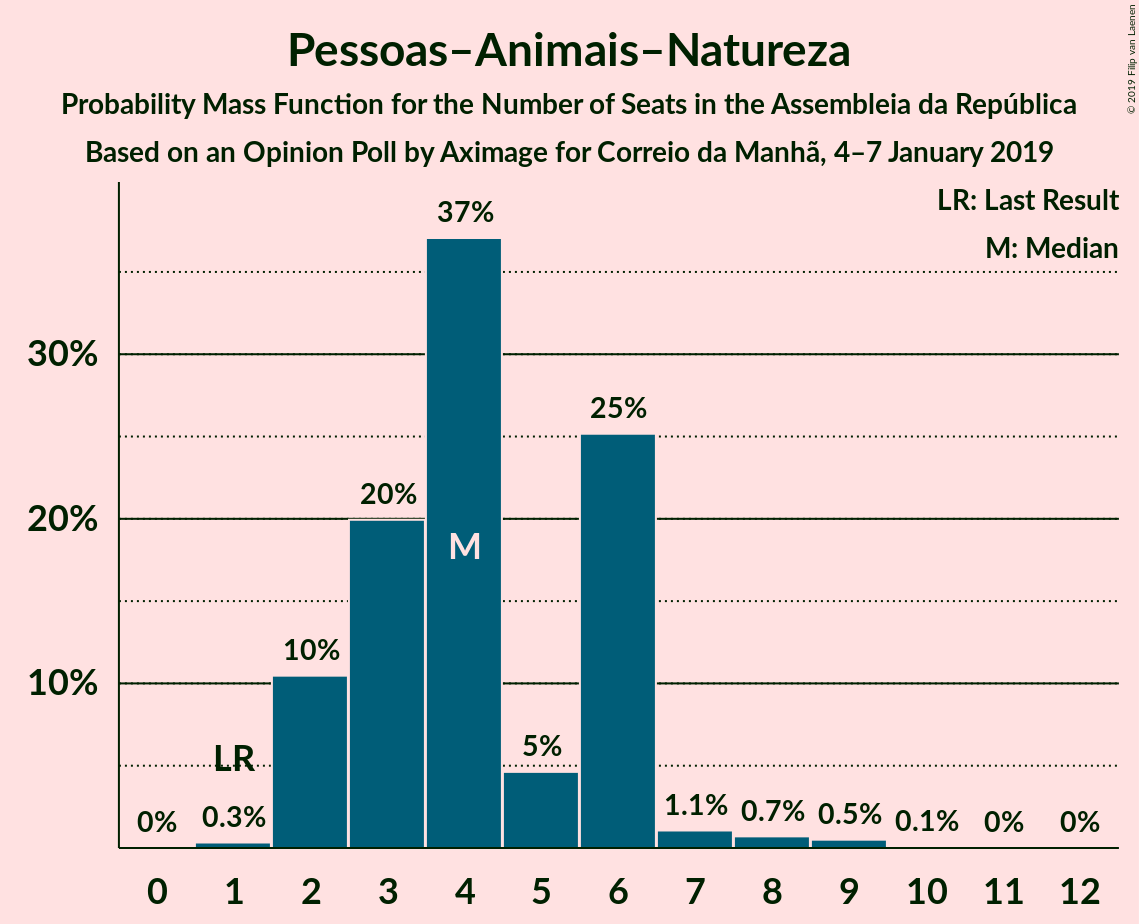 Pessoas–Animais–Natureza
Probability Mass Function for the Number of Seats in the Assembleia da República
Based on an Opinion Poll by Aximage for Correio da Manhã, 4–7 January 2019
© 2019 Filip van Laenen
LR: Last Result
M: Median
37%
30%
25%
20%
20%
M
10%
10%
5%
LR
0%
0.3%
1.1%
0.7%
0.5%
0.1%
0%
0%
0 1 2 3 4 5 6 7 8 9 10 11 12